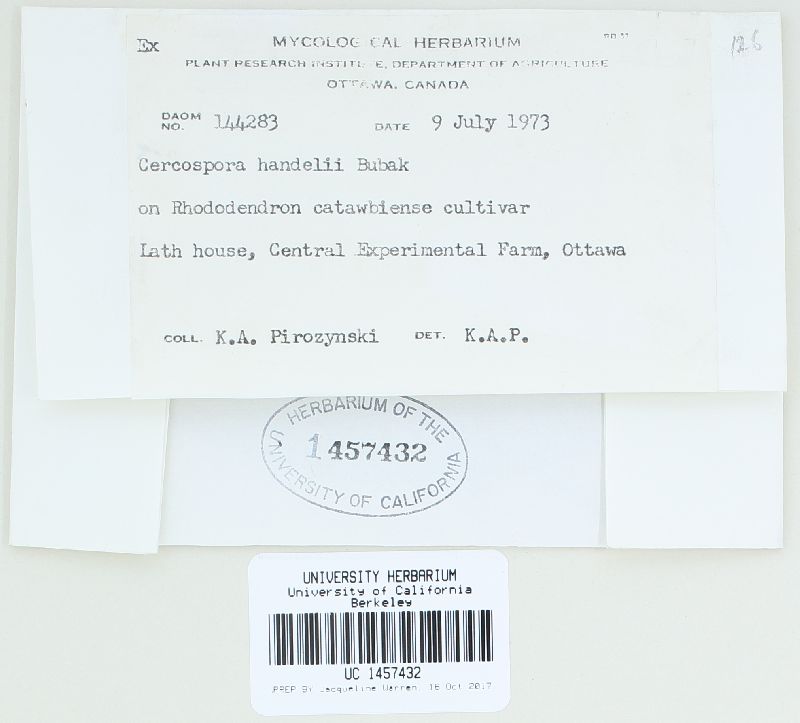 Ex MYCOLOG CAL HERBARIUM
PLANT RESEARCH INSTIT E, DEPARTMENT OF AGRICULTURE
OTTAWA, CANADA
DAOM NO. 144283 DATE 9 July 1973
Cercospora handelii Bubak
on Rhododendron catawbiense cultivar
Lath house, Central Experimental Farm, Ottawa
COLL. K.A. Pirozynski DET. K.A.P.
HERBARIUM OF THE
1457432
UNIVERSITY OF CALIFORNIA
UNIVERSITY HERBARIUM
University of California
Berkeley
UC 1457432
PREP BY Jacqueline Warren, 16 Oct 2017